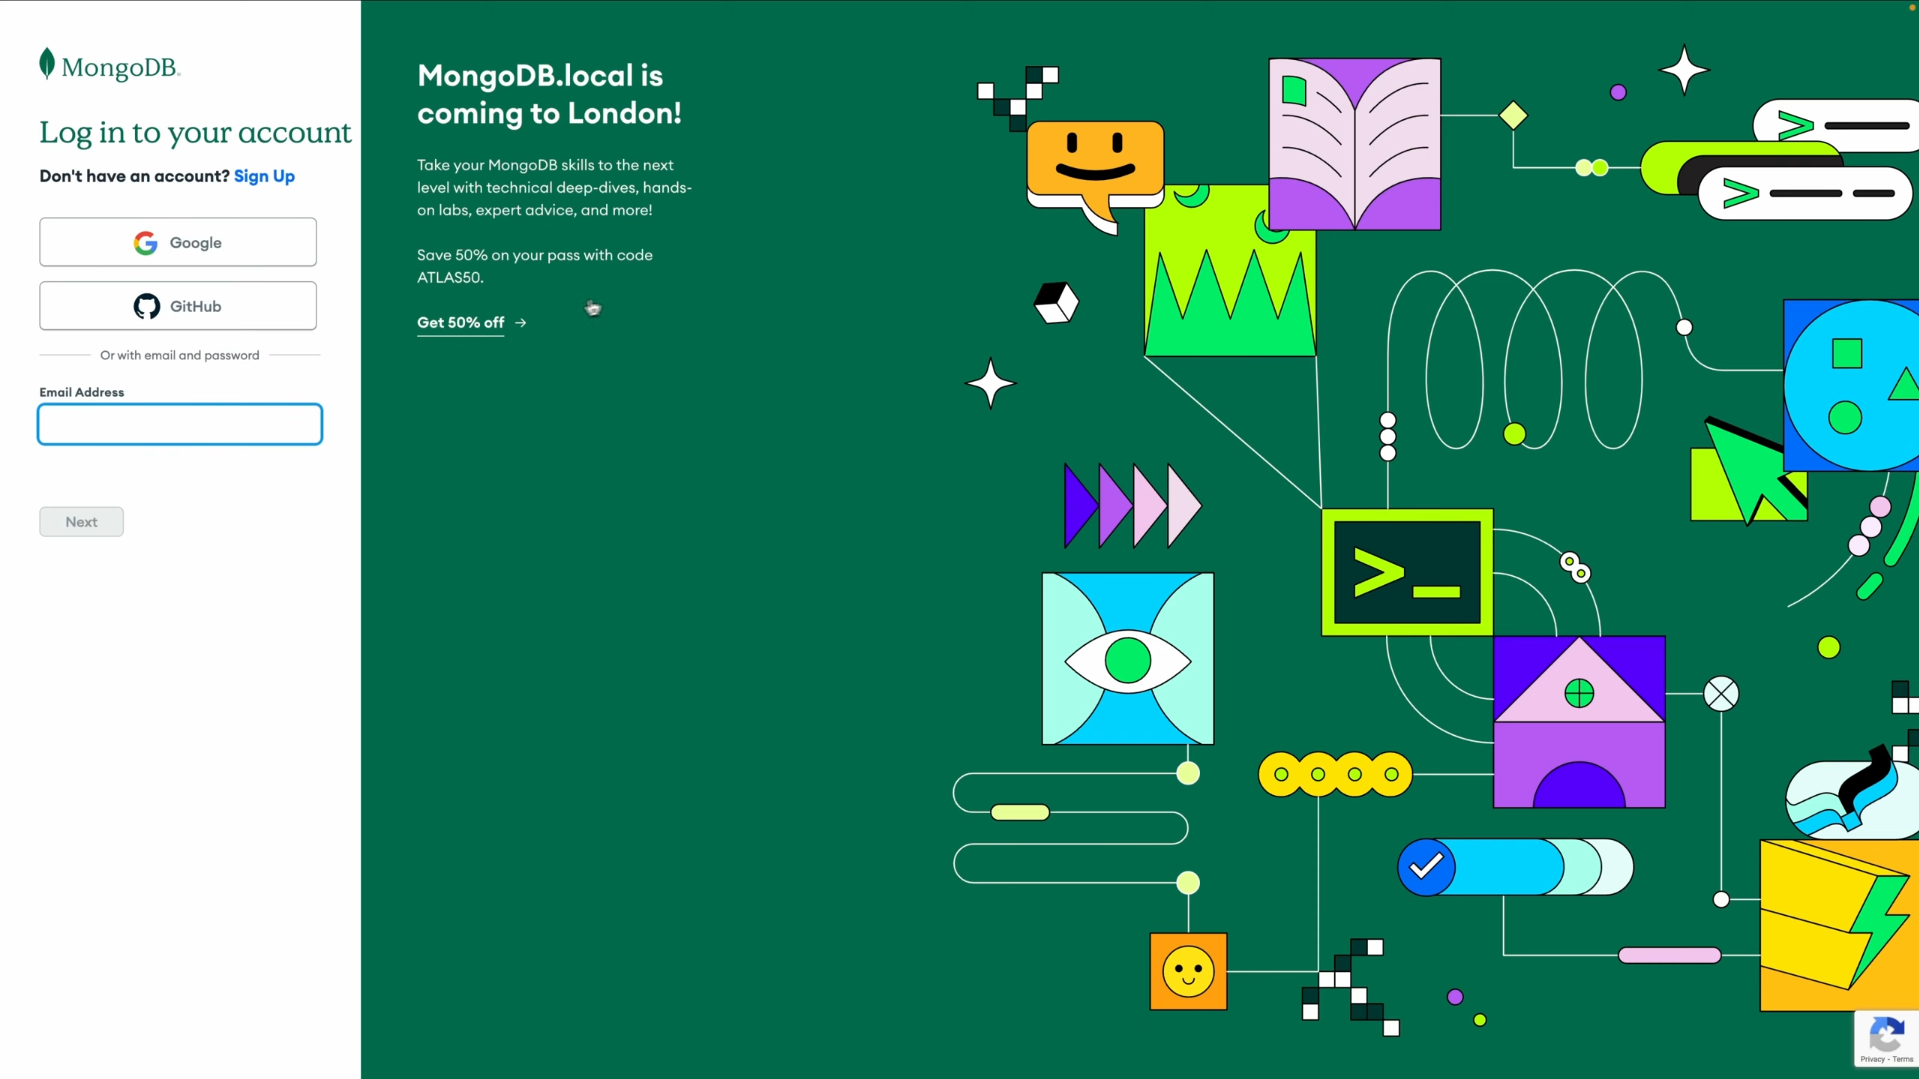 MongoDB.
Log in to your account
Don't have an account? Sign Up
Google
GitHub
Or with email and password
Email Address
Next
MongoDB.local is
coming to London!
Take your MongoDB skills to the next
level with technical deep-dives, hands-
on labs, expert advice, and more!
Save 50% on your pass with code
ATLAS50.
Get 50% off →
>_
Privacy - Terms